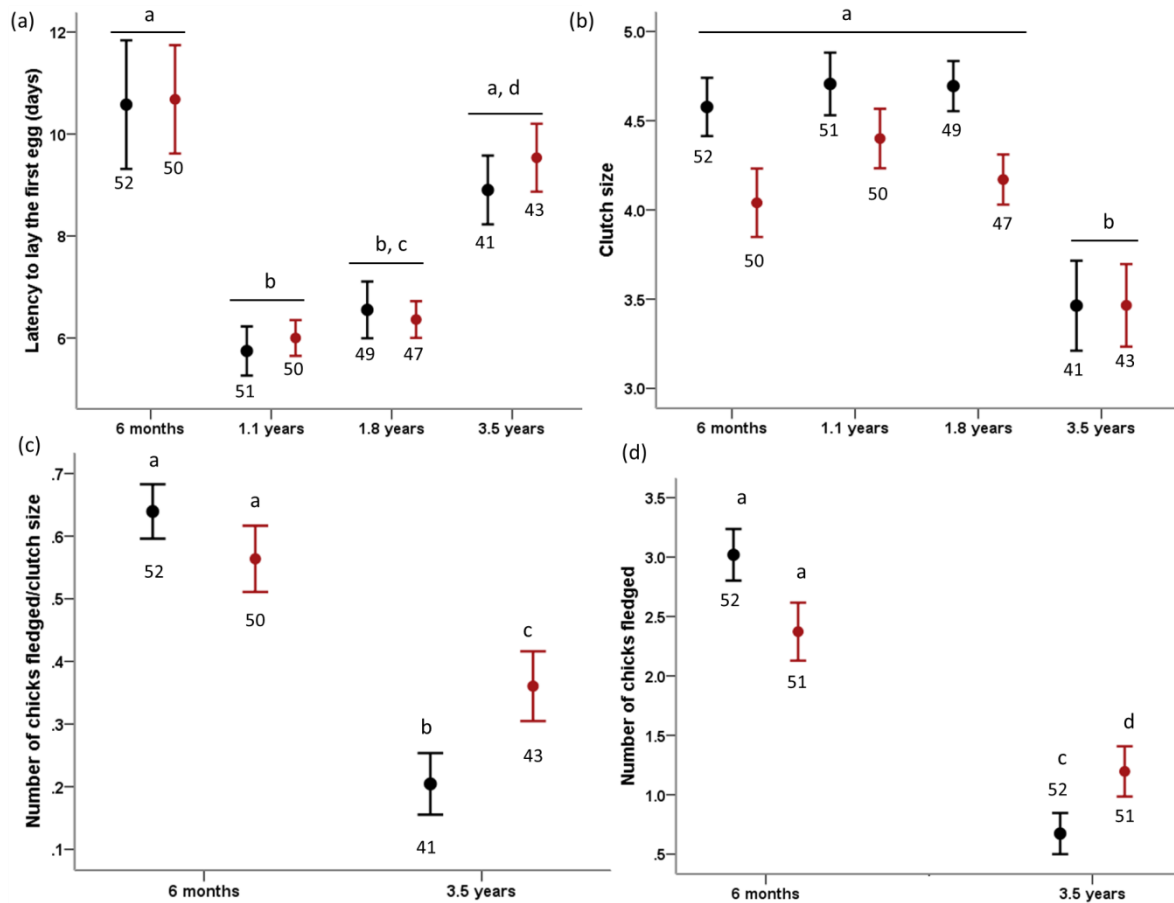 (a)
Latency to lay the first egg (days)
12
10
8
6
a
52
50
b
51
50
b, c
49
47
a, d
41
43
6 months
1.1 years
1.8 years
3.5 years
(b)
Clutch size
5.0
4.5
4.0
3.5
3.0
a
52
50
51
50
49
47
b
41
43
6 months
1.1 years
1.8 years
3.5 years
(c)
Number of chicks fledged/clutch size
.7
.6
.5
.4
.3
.2
.1
a
52
a
50
b
41
c
43
6 months
3.5 years
(d)
Number of chicks fledged
3.5
3.0
2.5
2.0
1.5
1.0
.5
a
52
a
51
c
52
d
51
6 months
3.5 years